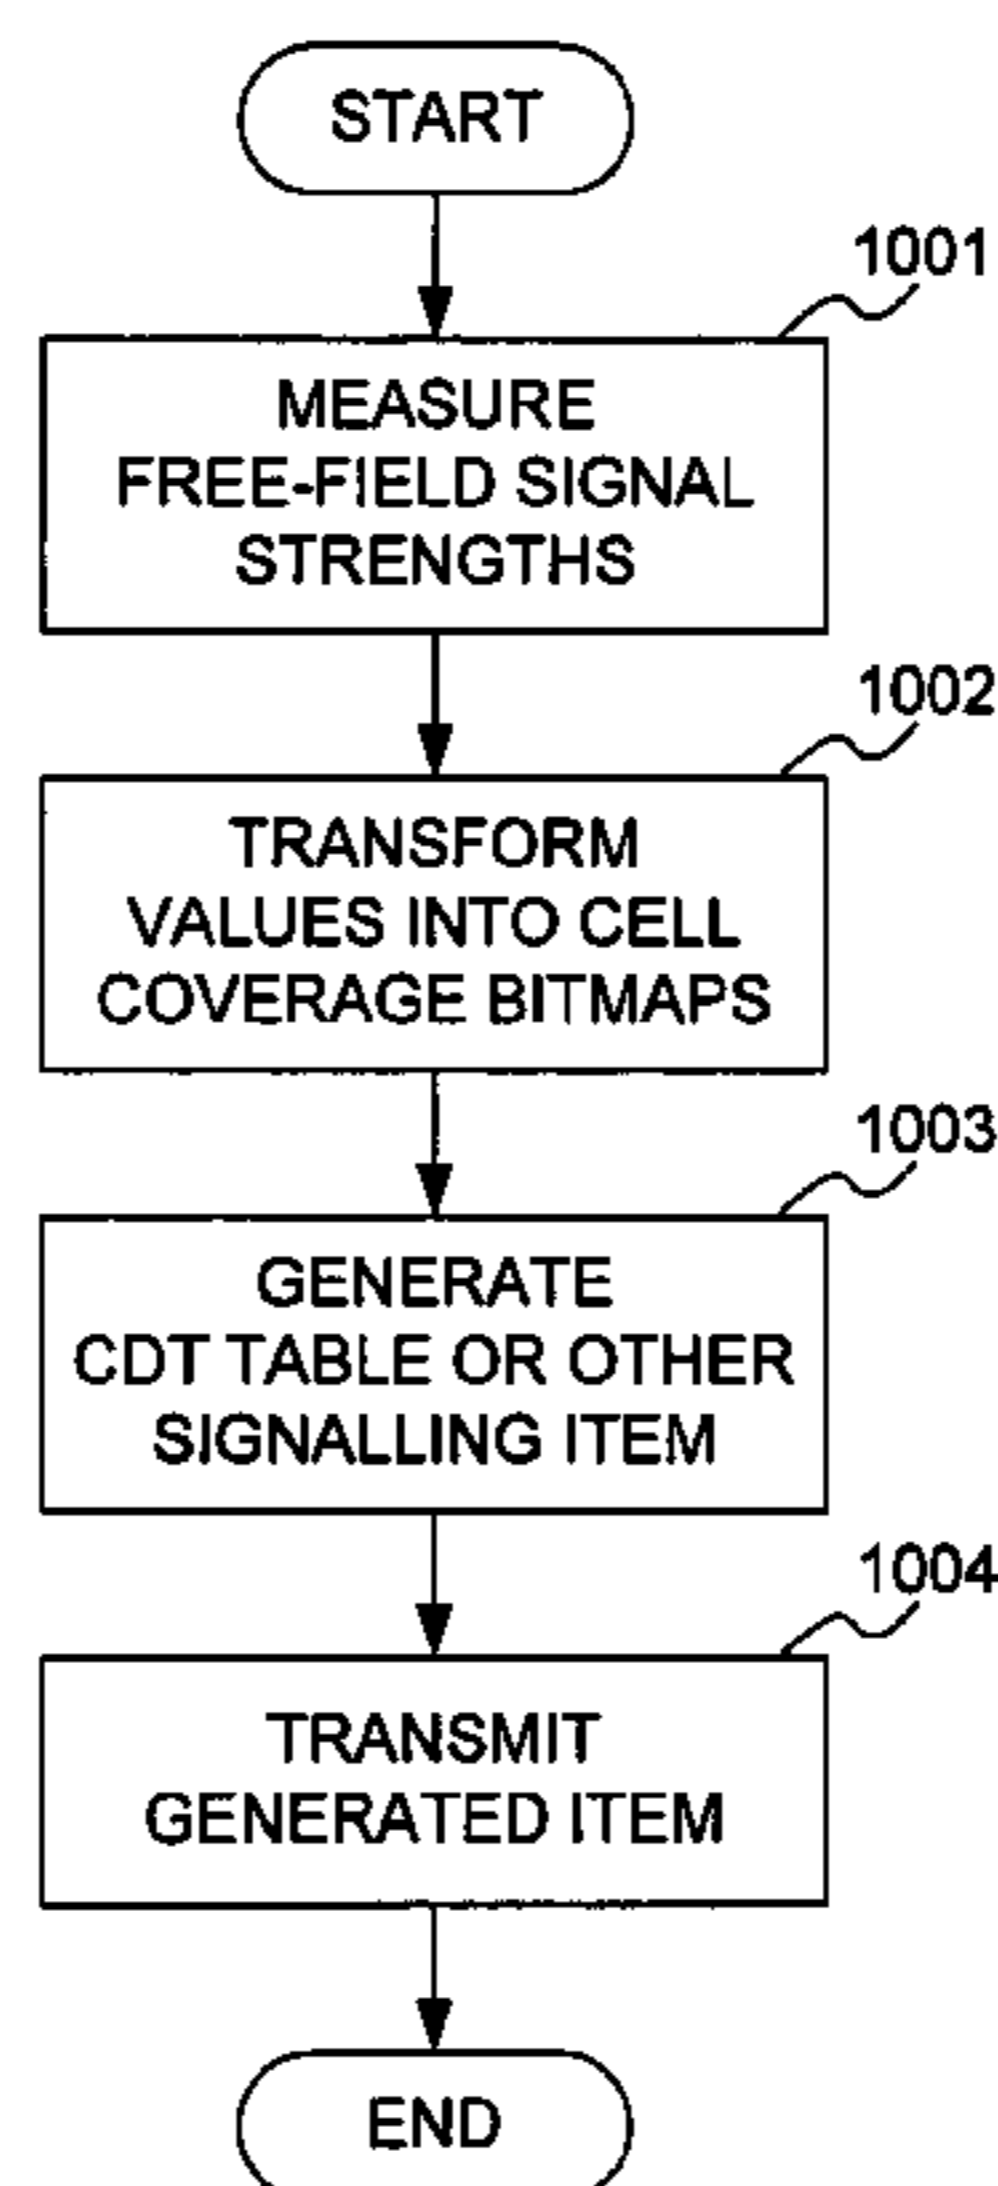 START
1001
MEASURE
FREE-FIELD SIGNAL
STRENGTHS
1002
TRANSFORM
VALUES INTO CELL
COVERAGE BITMAPS
1003
GENERATE
CDT TABLE OR OTHER
SIGNALLING ITEM
1004
TRANSMIT
GENERATED ITEM
END